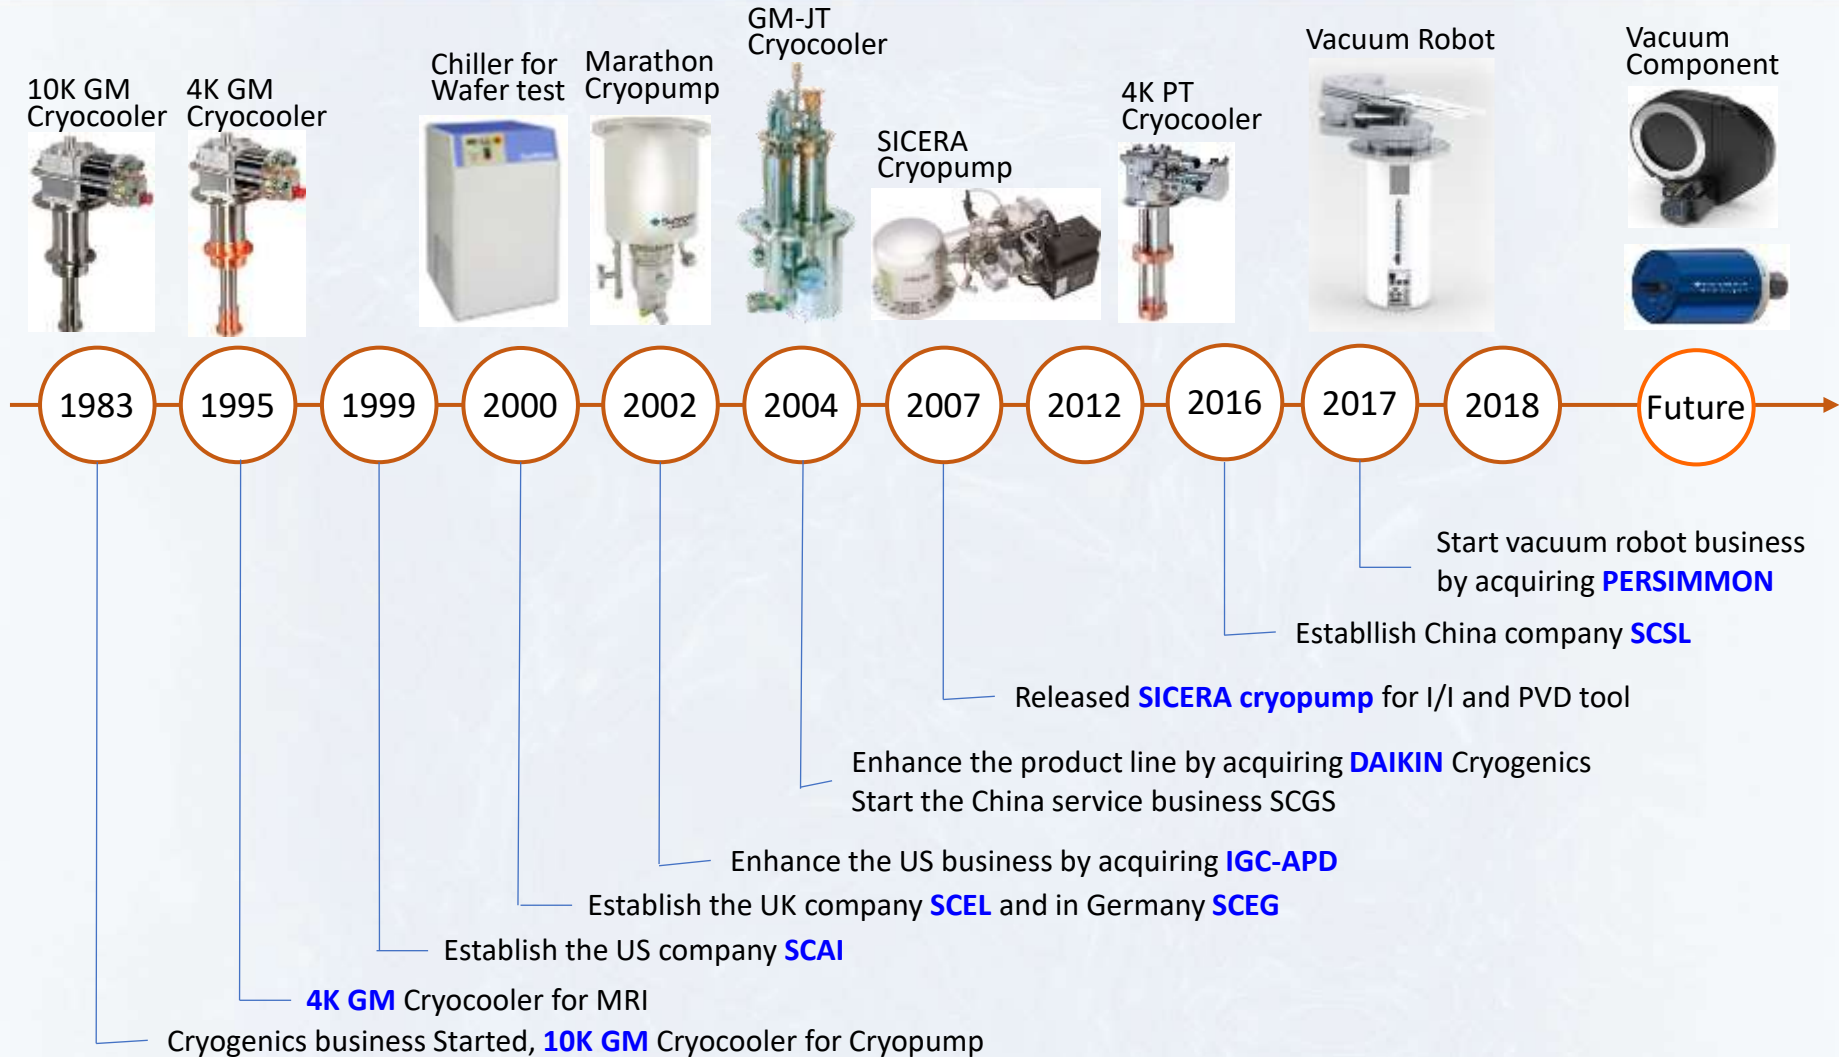 10K GM
Cryocooler
4K GM
Cryocooler
Chiller for
Wafer test
Marathon
Cryopump
GM-JT
Cryocooler
SICERA
Cryopump
4K PT
Cryocooler
Vacuum Robot
Vacuum
Component
1983
1995
1999
2000
2002
2004
2007
2012
2016
2017
2018
Future
Start vacuum robot business
by acquiring PERSIMMON
Establlish China company SCSL
Released SICERA cryopump for I/I and PVD tool
Enhance the product line by acquiring DAIKIN Cryogenics
Start the China service business SCGS
Enhance the US business by acquiring IGC-APD
Establish the UK company SCEL and in Germany SCEG
Establish the US company SCAI
4K GM Cryocooler for MRI
Cryogenics business Started, 10K GM Cryocooler for Cryopump